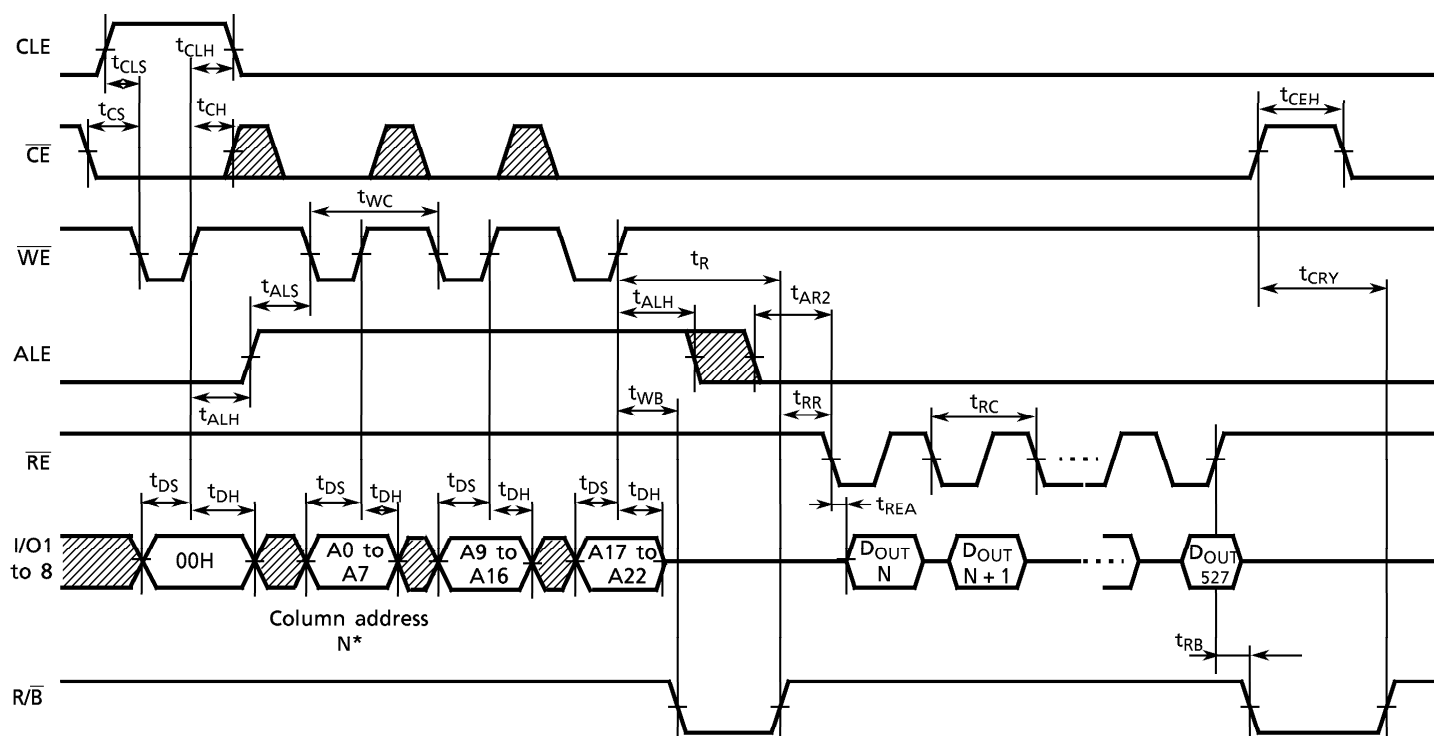 CLE
tCLS
tCLH
tCS
tCH
tCEH
CE
tWC
WE
tR
tCRY
tALS
tALH
tAR2
ALE
tALH
tWB
tRR
tRC
RE
tDS
tDH
tDS
tDH
tDS
tDH
tDS
tDH
tREA
I/O1
to 8
00H
A0 to
A7
A9 to
A16
A17 to
A22
DOUT
N
DOUT
N + 1
DOUT
527
Column address
N*
tRB
R/B